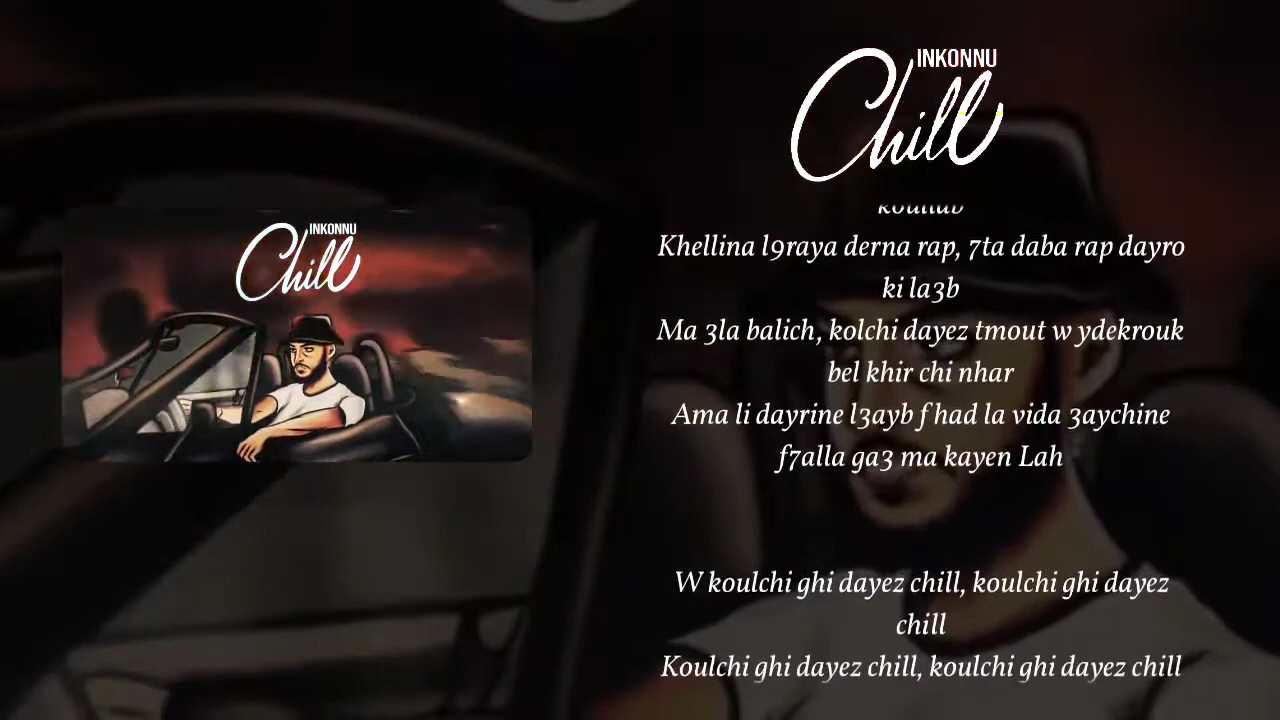 INKONNU
Chill
INKONNU
Chill
Khellina l9raya derna rap, 7ta daba rap dayro
ki la3b
Ma 3la balich, kolchi dayez tmout w ydekrouk
bel khir chi nhar
Ama li dayrine l3ayb f had la vida 3aychine
f7alla ga3 ma kayen Lah
W koulchi ghi dayez chill, koulchi ghi dayez
chill
Koulchi ghi dayez chill, koulchi ghi dayez chill